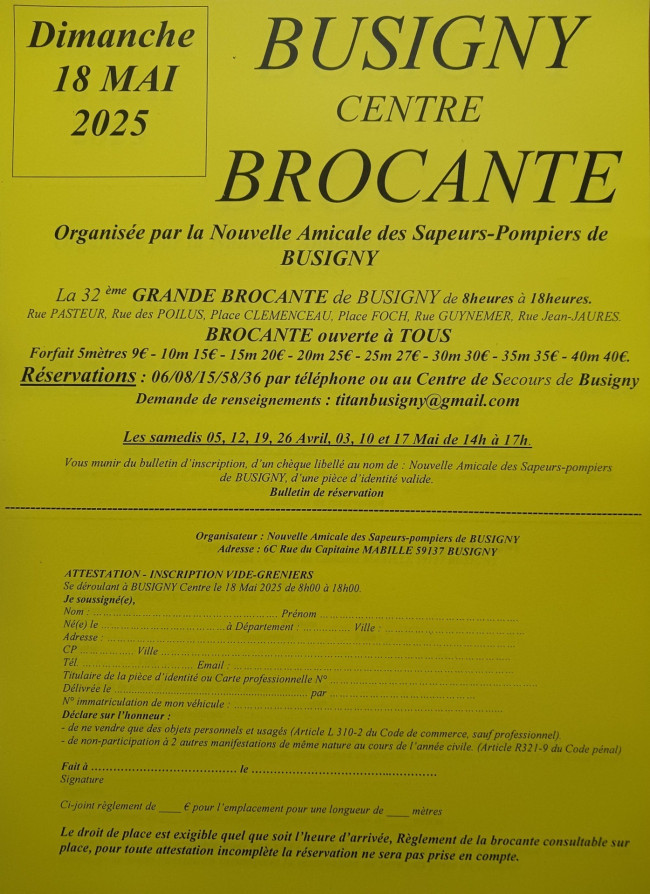 Dimanche
18 MAI
2025
BUSIGNY
CENTRE
BROCANTE
Organisée par la Nouvelle Amicale des Sapeurs-Pompiers de
BUSIGNY
La 32 ème GRANDE BROCANTE de BUSIGNY de 8heures à 18heures.
Rue PASTEUR, Rue des POILUS, Place CLEMENCEAU, Place FOCH, Rue GUYNEMER, Rue Jean-JAURES.
BROCANTE ouverte à TOUS
Forfait 5mètres 9€ - 10m 15€ - 15m 20€ - 20m 25€ - 25m 27€ - 30m 30€ - 35m 35€ - 40m 40€.
Réservations : 06/08/15/58/36 par téléphone ou au Centre de Secours de Busigny
Demande de renseignements : titanbusigny@gmail.com
Les samedis 05, 12, 19, 26 Avril, 03, 10 et 17 Mai de 14h à 17h.
Vous munir du bulletin d'inscription, d'un chèque libellé au nom de : Nouvelle Amicale des Sapeurs-pompiers
de BUSIGNY, d'une pièce d'identité valide.
Bulletin de réservation
Organisateur : Nouvelle Amicale des Sapeurs-pompiers de BUSIGNY
Adresse : 6C Rue du Capitaine MABILLE 59137 BUSIGNY
ATTESTATION - INSCRIPTION VIDE-GRENIERS
Se déroulant à BUSIGNY Centre le 18 Mai 2025 de 8h00 à 18h00.
Je soussigné(e),
Nom : ............................................. Prénom .............................................
Né(e) le .............................. à Département : ............ Ville : ..............................
Adresse : ..........................................................................................
CP ............ Ville ..........................................................................................
Tél. .............................. Email : ..........................................................................................
Titulaire de la pièce d'identité ou Carte professionnelle N° .............................................
Délivrée le ............................................. par .............................................
N° immatriculation de mon véhicule : .............................................
Déclare sur l'honneur :
- de ne vendre que des objets personnels et usagés (Article L 310-2 du Code de commerce, sauf professionnel).
- de non-participation à 2 autres manifestations de même nature au cours de l'année civile. (Article R321-9 du Code pénal)
Fait à ............................................. le .............................................
Signature
Ci-joint règlement de ____ € pour l'emplacement pour une longueur de ____ mètres
Le droit de place est exigible quel que soit l'heure d'arrivée, Règlement de la brocante consultable sur
place, pour toute attestation incomplète la réservation ne sera pas prise en compte.